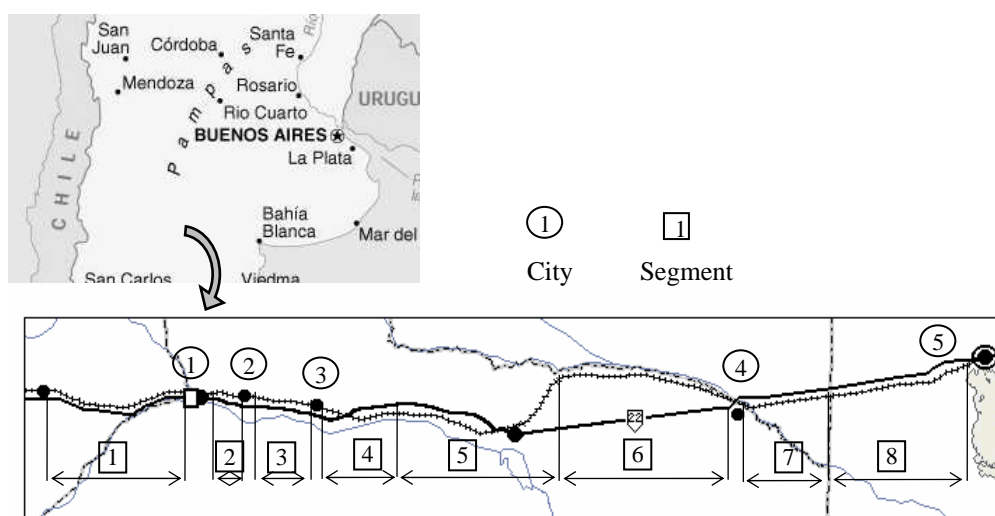 San Juan
Córdoba
Santa Fe
Río
Mendoza
Pampas
Rosario
Rio Cuarto
URUGU
BUENOS AIRES
La Plata
CHILE
Bahía Blanca
Mar del
San Carlos
Viedma
1 1
City Segment
1 2 3 4 5
22
1 2 3 4 5 6 7 8